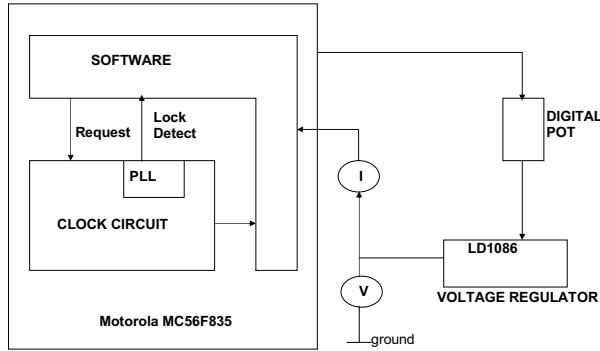 SOFTWARE
Request
Lock
Detect
PLL
CLOCK CIRCUIT
Motorola MC56F835
I
V
ground
DIGITAL
POT
LD1086
VOLTAGE REGULATOR